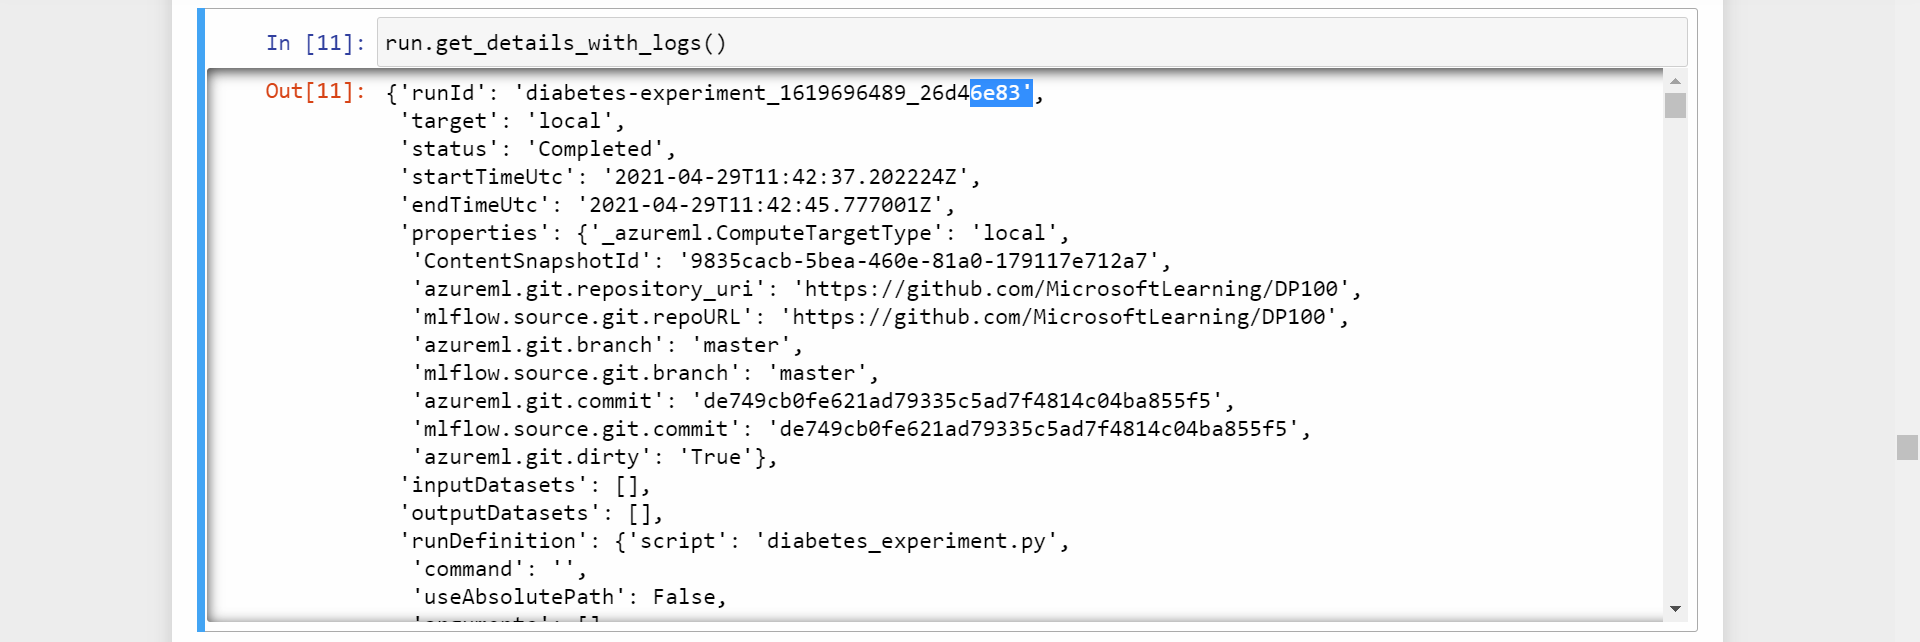 In [11]: run.get_details_with_logs()
Out[11]: {'runId': 'diabetes-experiment_1619696489_26d46e83',
'target': 'local',
'status': 'Completed',
'startTimeUtc': '2021-04-29T11:42:37.202224Z',
'endTimeUtc': '2021-04-29T11:42:45.777001Z',
'properties': {'_azureml.ComputeTargetType': 'local',
'ContentSnapshotId': '9835cacb-5bea-460e-81a0-179117e712a7',
'azureml.git.repository_uri': 'https://github.com/MicrosoftLearning/DP100',
'mlflow.source.git.repoURL': 'https://github.com/MicrosoftLearning/DP100',
'azureml.git.branch': 'master',
'mlflow.source.git.branch': 'master',
'azureml.git.commit': 'de749cb0fe621ad79335c5ad7f4814c04ba855f5',
'mlflow.source.git.commit': 'de749cb0fe621ad79335c5ad7f4814c04ba855f5',
'azureml.git.dirty': 'True'},
'inputDatasets': [],
'outputDatasets': [],
'runDefinition': {'script': 'diabetes_experiment.py',
'command': '',
'useAbsolutePath': False,